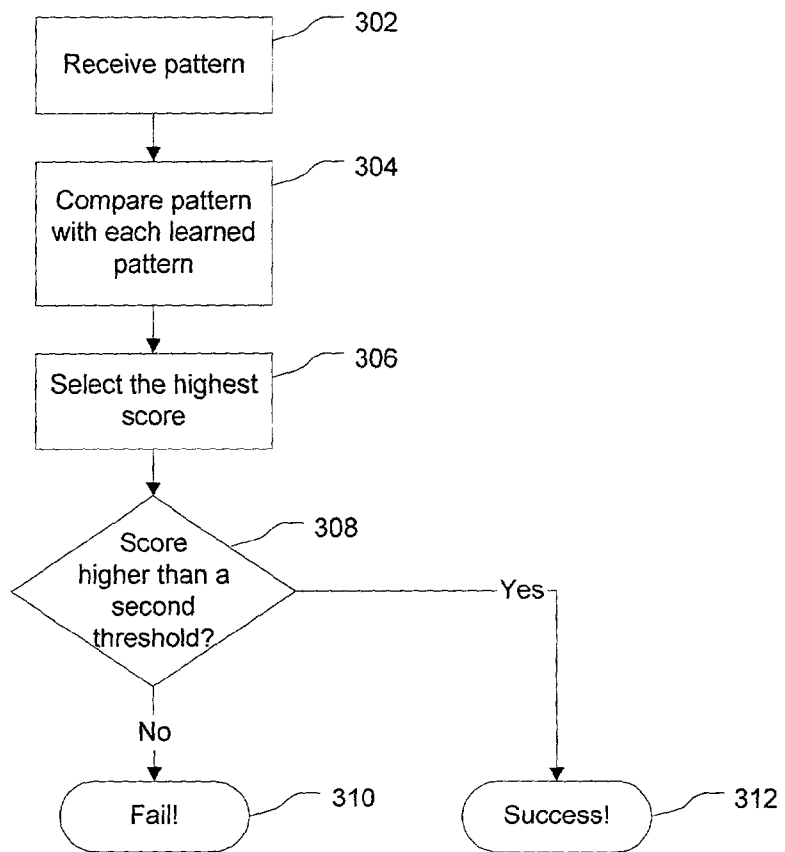 302
Receive pattern
304
Compare pattern
with each learned
pattern
306
Select the highest
score
308
Score
higher than a
second
threshold?
Yes
No
Fail!
310
Success!
312